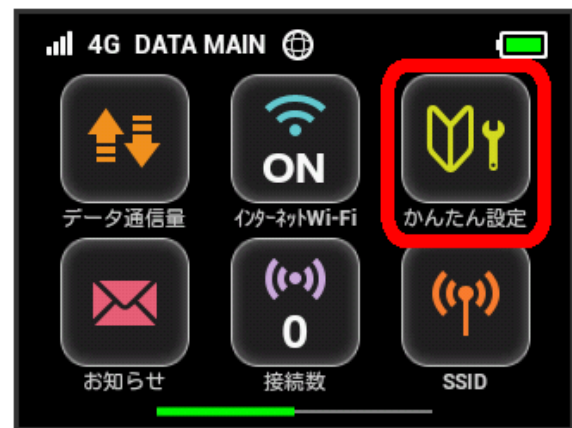 4G DATA MAIN
ON
データ通信量 インターネットWi-Fi かんたん設定
0
お知らせ 接続数 SSID